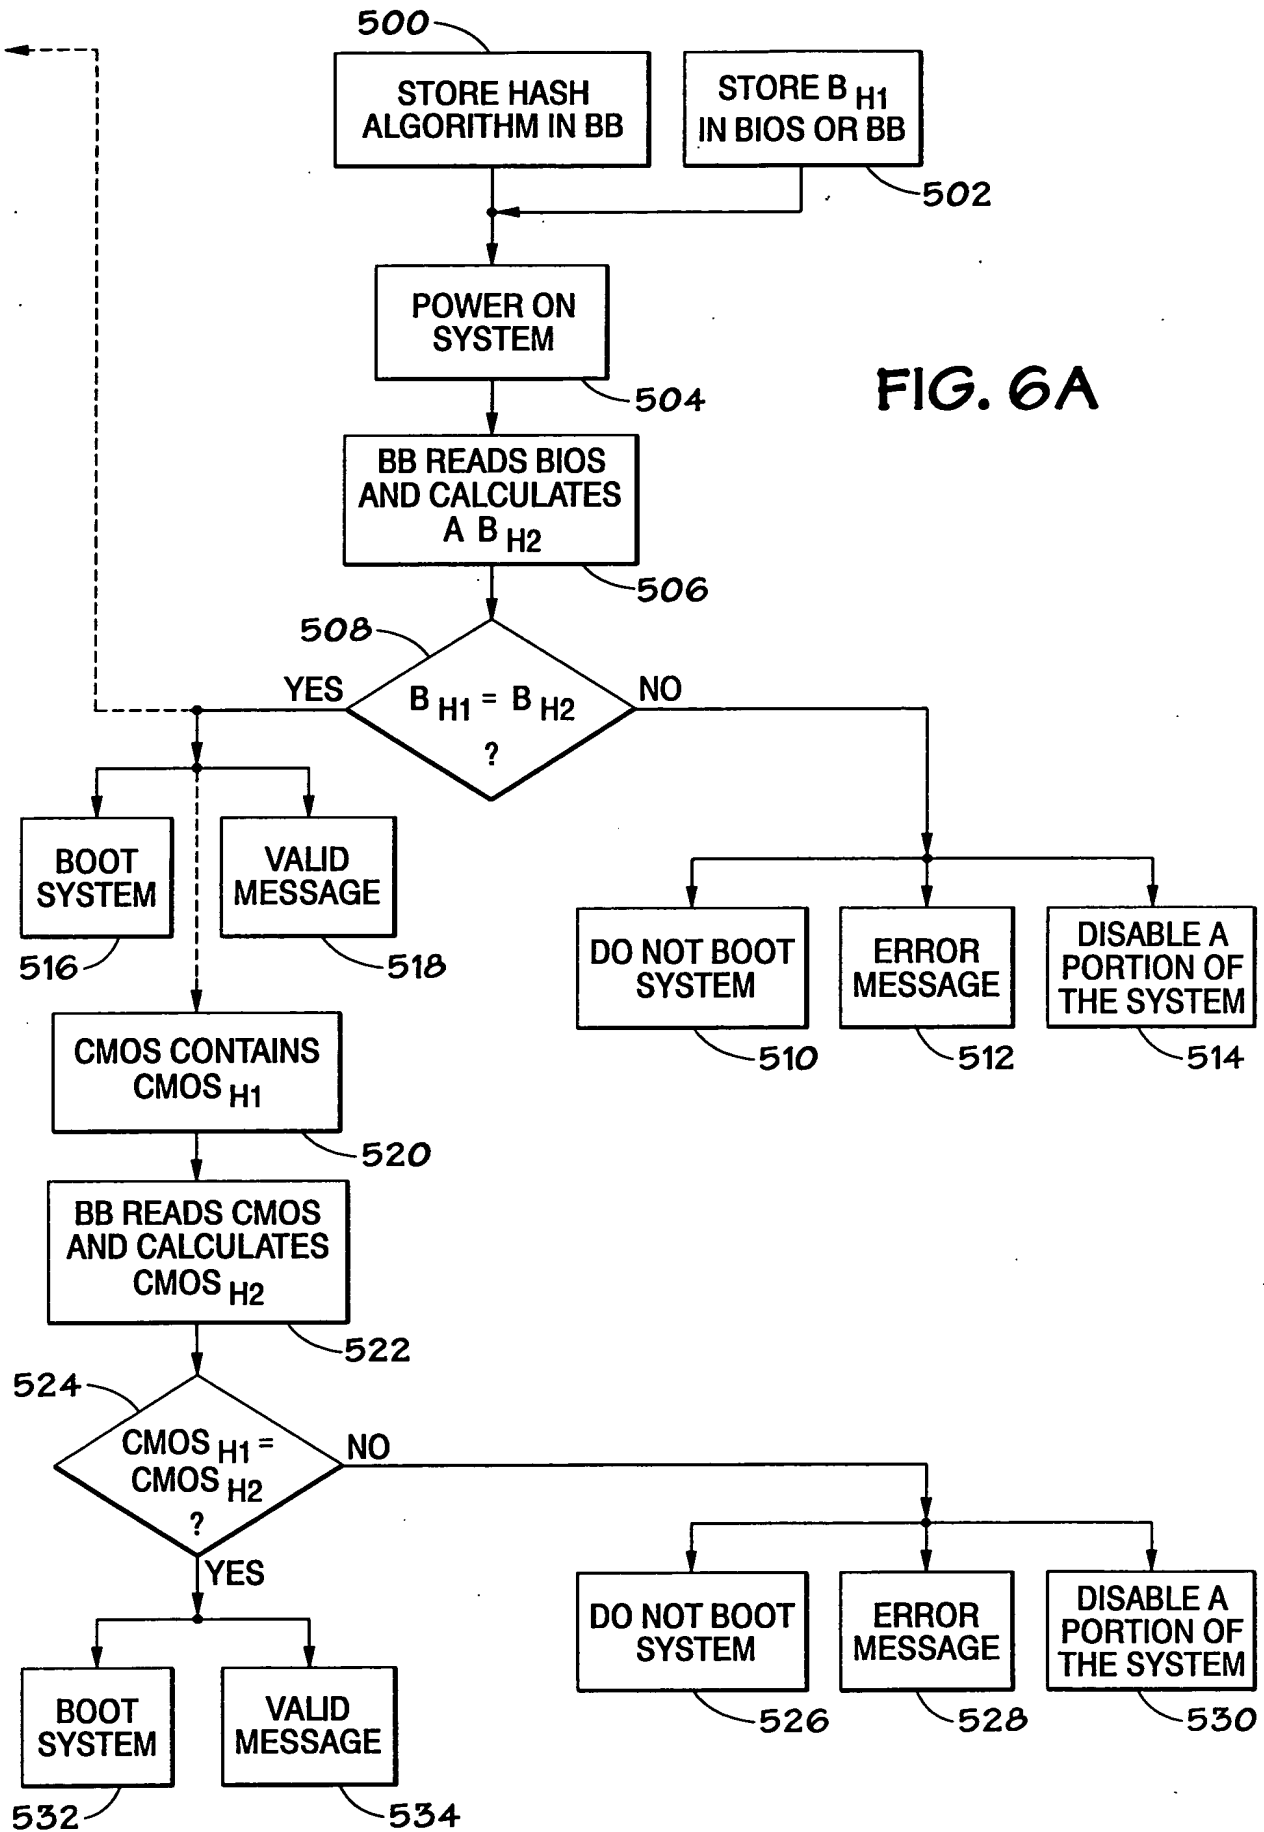 500
STORE HASH
ALGORITHM IN BB
STORE B H1
IN BIOS OR BB
502
POWER ON
SYSTEM
504
FIG. 6A
BB READS BIOS
AND CALCULATES
A B H2
506
508
YES
B H1 = B H2
?
NO
BOOT
SYSTEM
516
VALID
MESSAGE
518
DO NOT BOOT
SYSTEM
510
ERROR
MESSAGE
512
DISABLE A
PORTION OF
THE SYSTEM
514
CMOS CONTAINS
CMOS H1
520
BB READS CMOS
AND CALCULATES
CMOS H2
522
524
CMOS H1 =
CMOS H2
?
NO
YES
DO NOT BOOT
SYSTEM
526
ERROR
MESSAGE
528
DISABLE A
PORTION OF
THE SYSTEM
530
BOOT
SYSTEM
532
VALID
MESSAGE
534